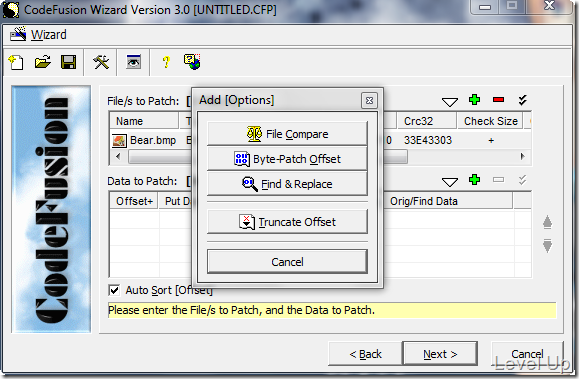 CodeFusion Wizard Version 3.0 [UNTITLED.CFP]
Wizard
CodeFusion
File/s to Patch: [
Add [Options]
Name
Crc32
Check Size
Bear.bmp
0
33E43303
+
File Compare
Byte-Patch Offset
Find & Replace
Truncate Offset
Cancel
Data to Patch: [
Offset+
Put D
Orig/Find Data
Auto Sort [Offset]
Please enter the File/s to Patch, and the Data to Patch.
< Back
Next >
Cancel
Level Up